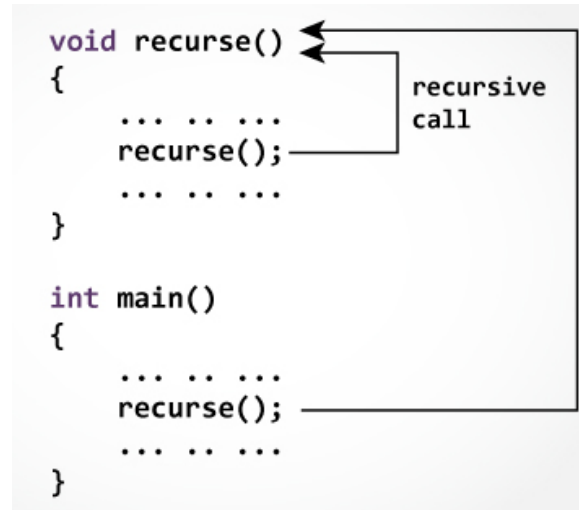 void recurse()
{
... .. ...
recurse();
... .. ...
}
recursive
call
int main()
{
... .. ...
recurse();
... .. ...
}